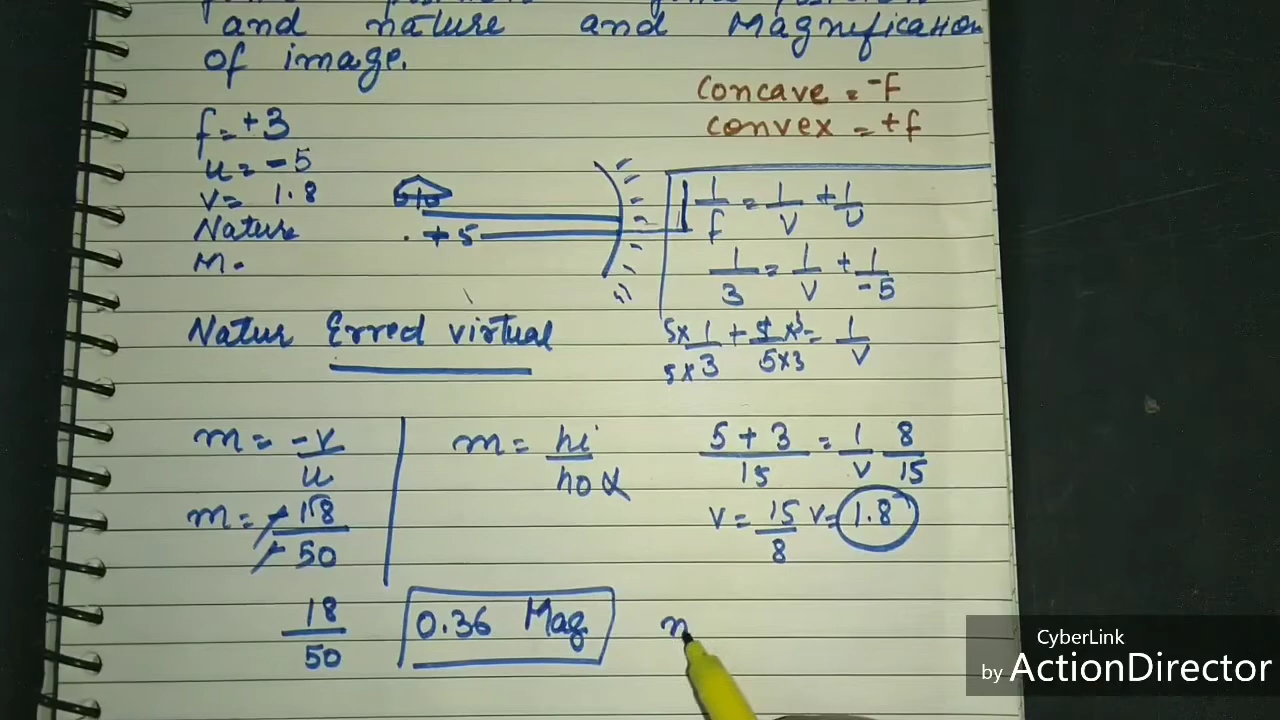 and nature and Magnification
of image.
Concave = -f
Convex = +f
f = +3
u = -5
v = 1.8
Nature
M =
+ 5
1/f = 1/v + 1/u
1/3 = 1/v + 1/-5
Natur Erred virtual
5x1/5x3 + 1x3/5x3 = 1/v
m = -v/u
m = hi/ho
5 + 3/15 = 1/v 8/15
m = -18/-50
v = 15/8 v = 1.8
18/50
0.36 Mag
CyberLink
by ActionDirector